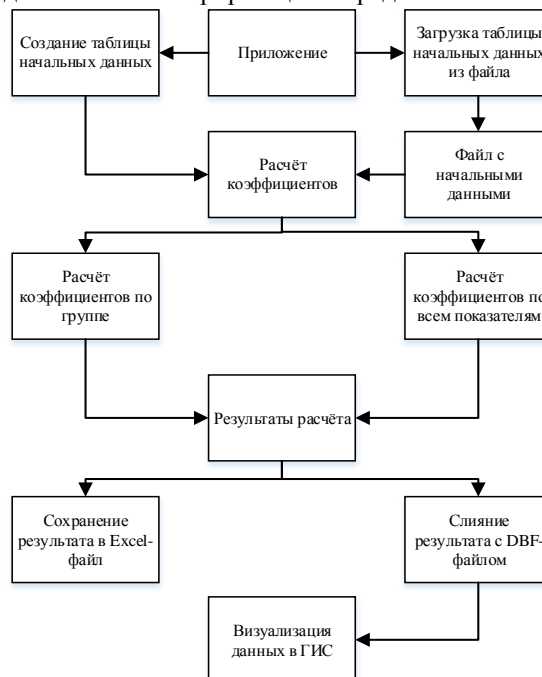 Создание таблицы
начальных данных
Приложение
Загрузка таблицы
начальных данных
из файла
Расчёт
коэффициентов
Файл с
начальными
данными
Расчёт
коэффициентов по
группе
Расчёт
коэффициентов по
всем показателям
Результаты расчёта
Сохранение
результата в Excel-
файл
Слияние
результата с DBF-
файлом
Визуализация
данных в ГИС